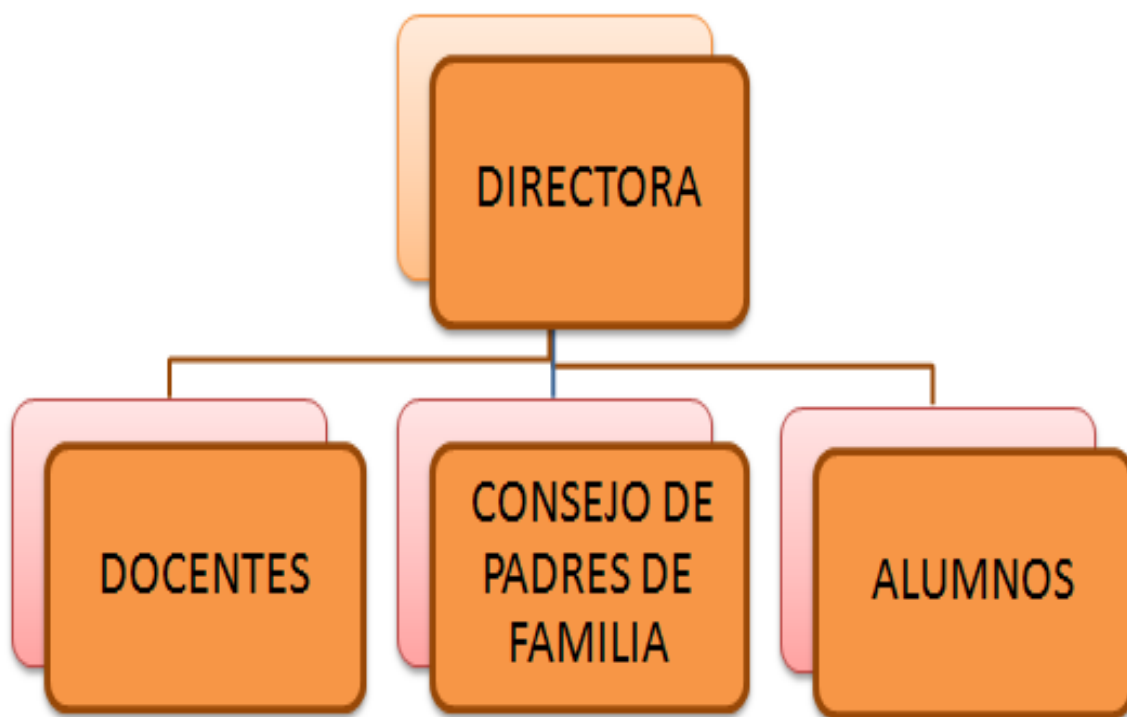 DIRECTORA
DOCENTES
CONSEJO DE
PADRES DE
FAMILIA
ALUMNOS